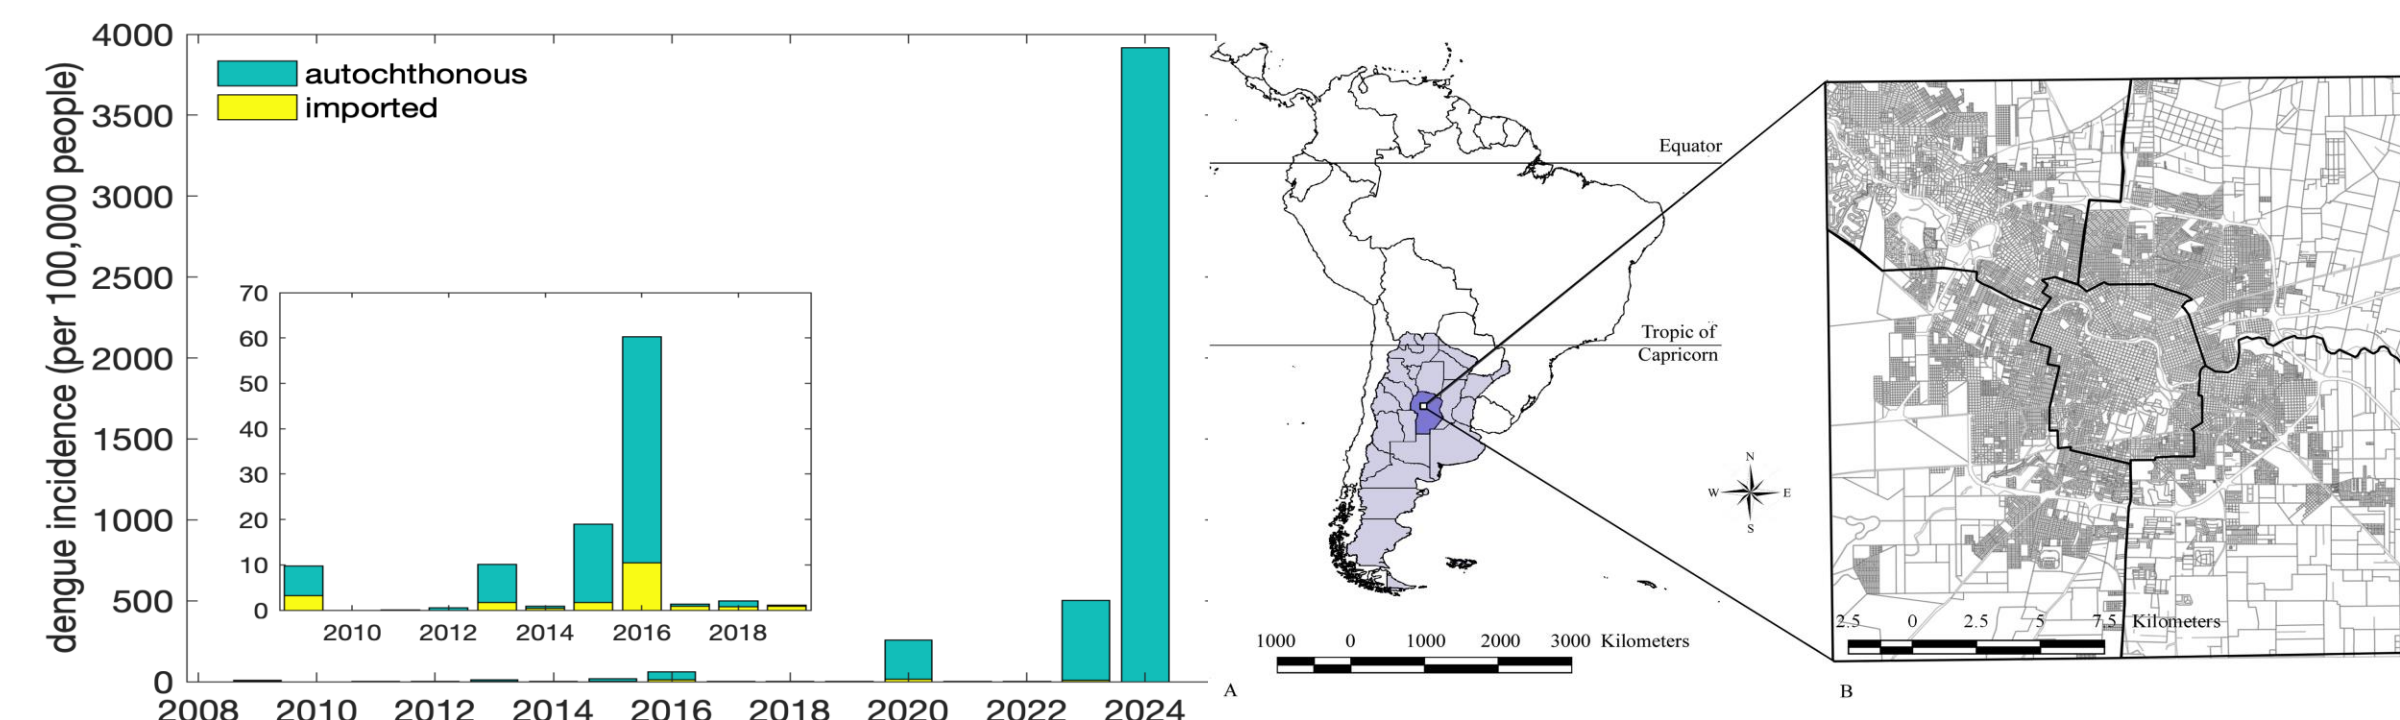 dengue incidence (per 100,000 people)
4000
3500
3000
2500
2000
1500
1000
500
0
autochthonous
imported
70
60
50
40
30
20
10
0
2010 2012 2014 2016 2018
2008 2010 2012 2014 2016 2018 2020 2022 2024
Equator
Tropic of
Capricorn
N
W E
S
1000 0 1000 2000 3000 Kilometers
A
2.5 0 2.5 5 7.5 Kilometers
B